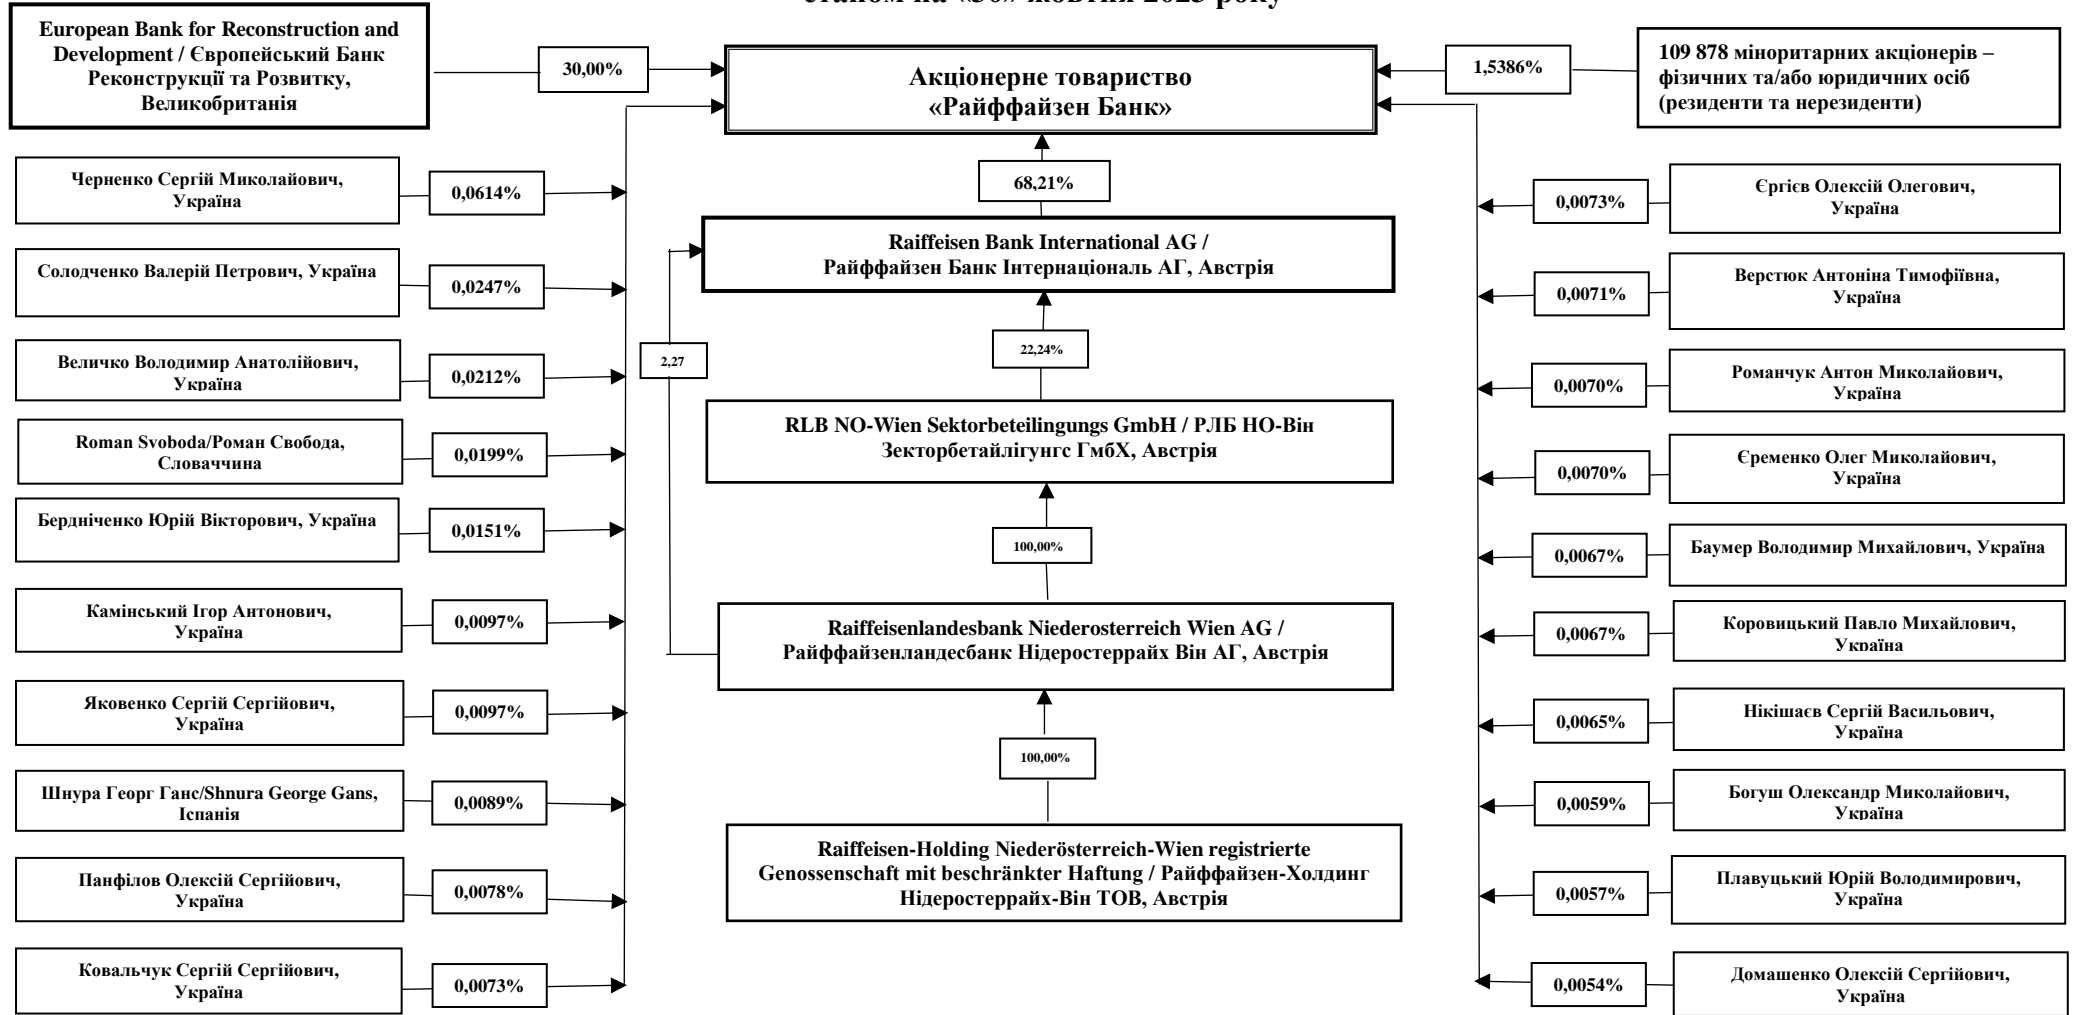 станом на «30» жовтня 2023 року
European Bank for Reconstruction and
Development / Європейський Банк
Реконструкції та Розвитку,
Великобританія
30,00%
Акціонерне товариство
«Райффайзен Банк»
1,5386%
109 878 міноритарних акціонерів –
фізичних та/або юридичних осіб
(резиденти та нерезиденти)
Черненко Сергій Миколайович,
Україна
0,0614%
Солодченко Валерій Петрович, Україна
0,0247%
Величко Володимир Анатолійович,
Україна
0,0212%
Roman Svoboda/Роман Свобода,
Словаччина
0,0199%
Бердніченко Юрій Вікторович, Україна
0,0151%
Камінський Ігор Антонович,
Україна
0,0097%
Яковенко Сергій Сергійович,
Україна
0,0097%
Шнура Георг Ганс/Shnura George Gans,
Іспанія
0,0089%
Панфілов Олексій Сергійович,
Україна
0,0078%
Ковальчук Сергій Сергійович,
Україна
0,0073%
68,21%
Raiffeisen Bank International AG /
Райффайзен Банк Інтернаціональ АГ, Австрія
2,27
22,24%
RLB NO-Wien Sektorbeteilingungs GmbH / РЛБ НО-Він
Зекторбетайлігунгс ГмбХ, Австрія
100,00%
Raiffeisenlandesbank Niederosterreich Wien AG /
Райффайзенландесбанк Нідеростеррайх Він АГ, Австрія
100,00%
Raiffeisen-Holding Niederösterreich-Wien registrierte
Genossenschaft mit beschränkter Haftung / Райффайзен-Холдинг
Нідеростеррайх-Він ТОВ, Австрія
0,0073%
Єргієв Олексій Олегович,
Україна
0,0071%
Верстюк Антоніна Тимофіївна,
Україна
0,0070%
Романчук Антон Миколайович,
Україна
0,0070%
Єременко Олег Миколайович,
Україна
0,0067%
Баумер Володимир Михайлович, Україна
0,0067%
Коровицький Павло Михайлович,
Україна
0,0065%
Нікішаєв Сергій Васильович,
Україна
0,0059%
Богуш Олександр Миколайович,
Україна
0,0057%
Плавуцький Юрій Володимирович,
Україна
0,0054%
Домашенко Олексій Сергійович,
Україна